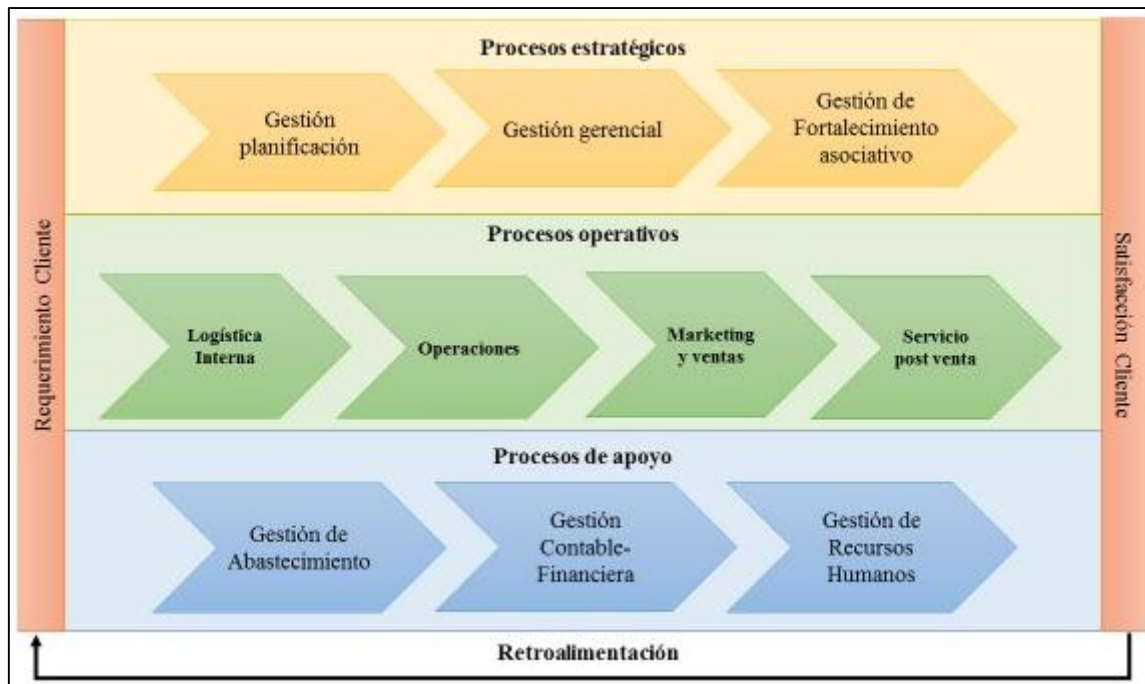 Procesos estratégicos
Gestión
planificación
Gestión gerencial
Gestión de
Fortalecimiento
asociativo
Requerimiento Cliente
Procesos operativos
Logística
Interna
Operaciones
Marketing
y ventas
Servicio
post venta
Satisfacción Cliente
Procesos de apoyo
Gestión de
Abastecimiento
Gestión
Contable-
Financiera
Gestión de
Recursos
Humanos
Retroalimentación